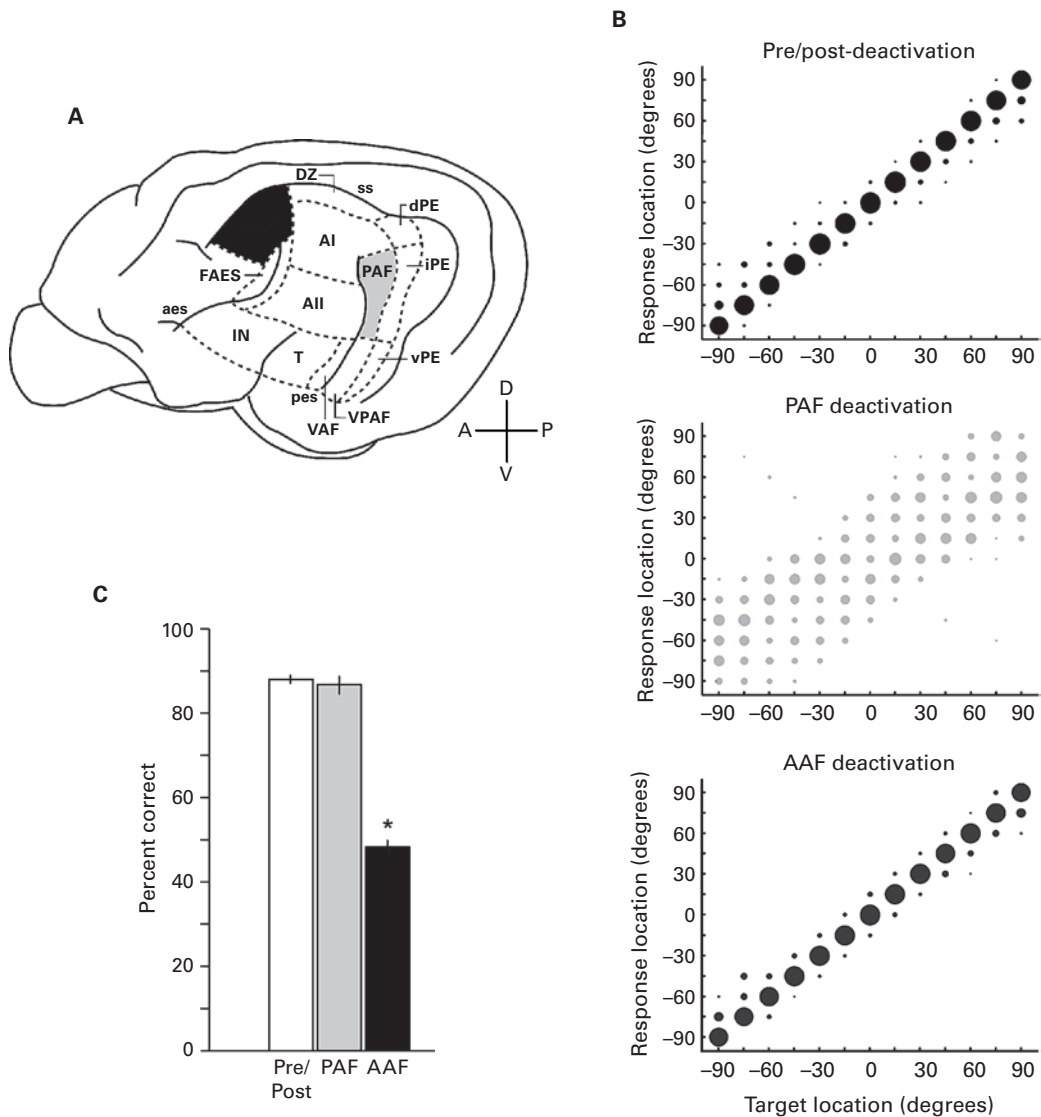 A
DZ
ss
dPE
AI
PAF
iPE
FAES
AII
aes
IN
T
vPE
pes
VAF
VPAF
D
A
P
V
B
Pre/post-deactivation
Response location (degrees)
90
60
30
0
–30
–60
–90
–90
–60
–30
0
30
60
90
PAF deactivation
Response location (degrees)
90
60
30
0
–30
–60
–90
–90
–60
–30
0
30
60
90
AAF deactivation
Response location (degrees)
90
60
30
0
–30
–60
–90
–90
–60
–30
0
30
60
90
Target location (degrees)
C
Percent correct
100
80
60
40
20
0
*
Pre/
Post
PAF
AAF